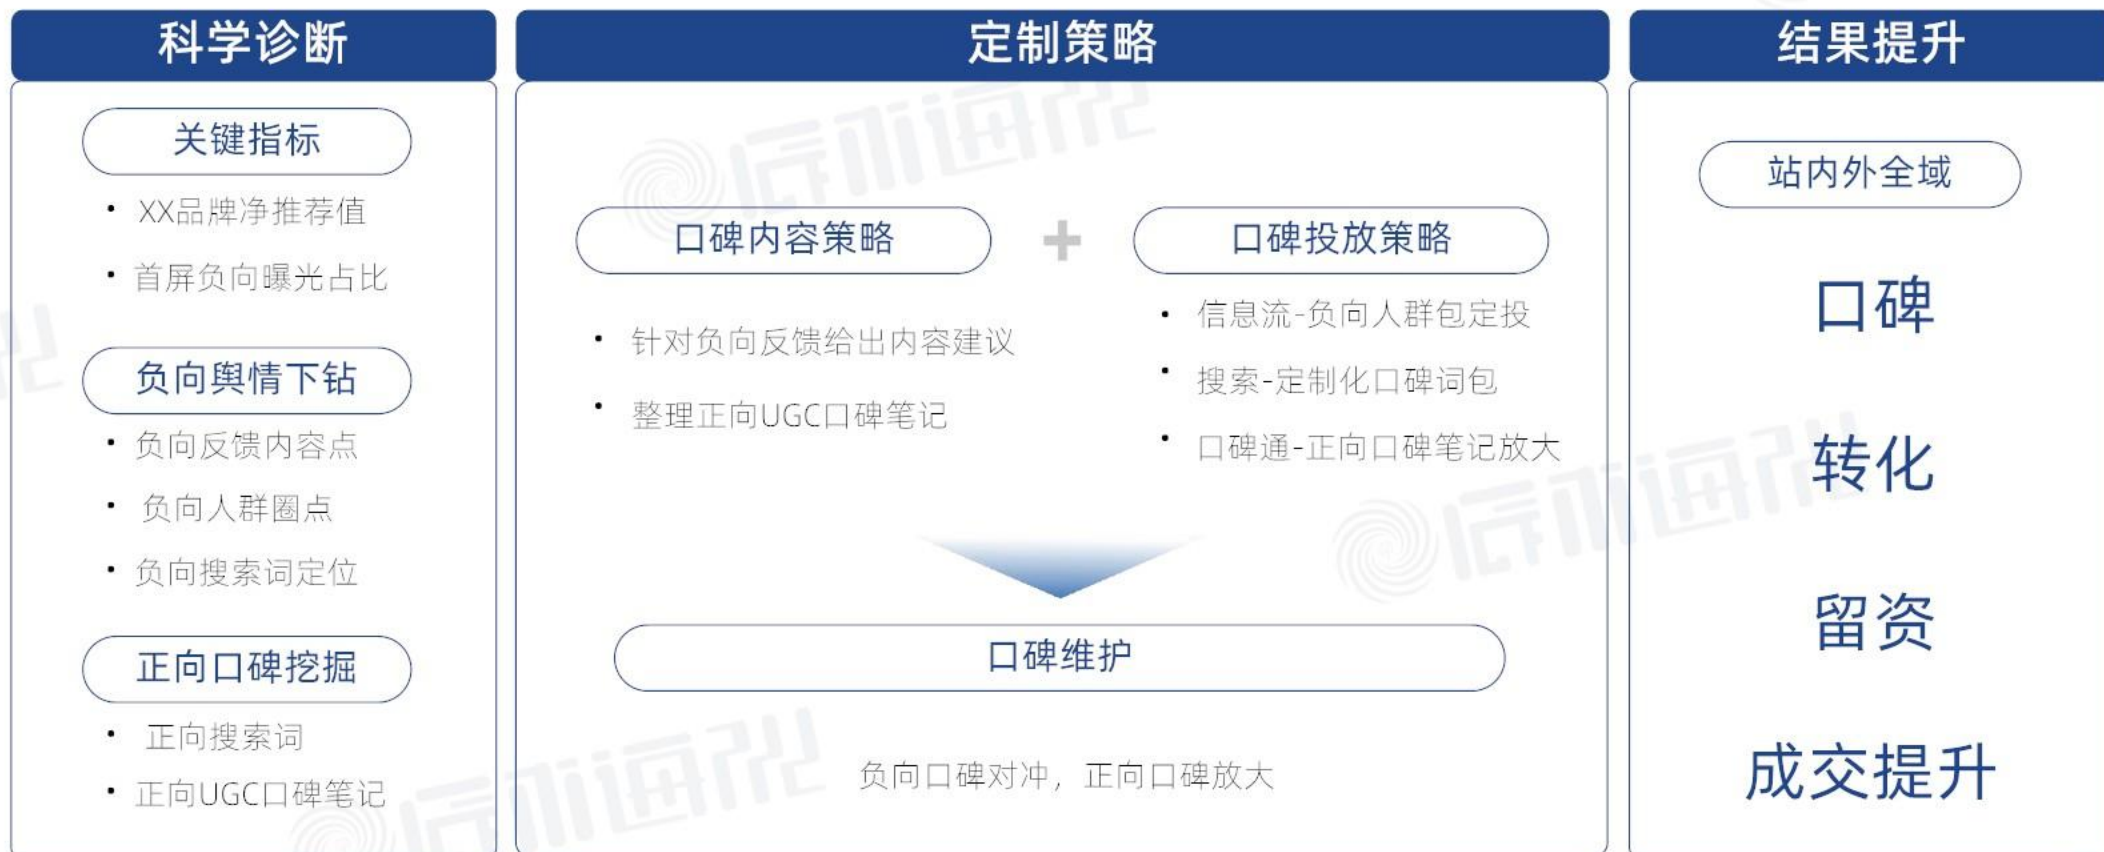 科学诊断
关键指标
• XX品牌净推荐值
• 首屏负向曝光占比
负向舆情下钻
• 负向反馈内容点
• 负向人群圈点
• 负向搜索词定位
正向口碑挖掘
• 正向搜索词
• 正向UGC口碑笔记
定制策略
口碑内容策略
• 针对负向反馈给出内容建议
• 整理正向UGC口碑笔记
+
口碑投放策略
• 信息流-负向人群包定投
• 搜索-定制化口碑词包
• 口碑通-正向口碑笔记放大
口碑维护
负向口碑对冲，正向口碑放大
结果提升
站内外全域
口碑
转化
留资
成交提升